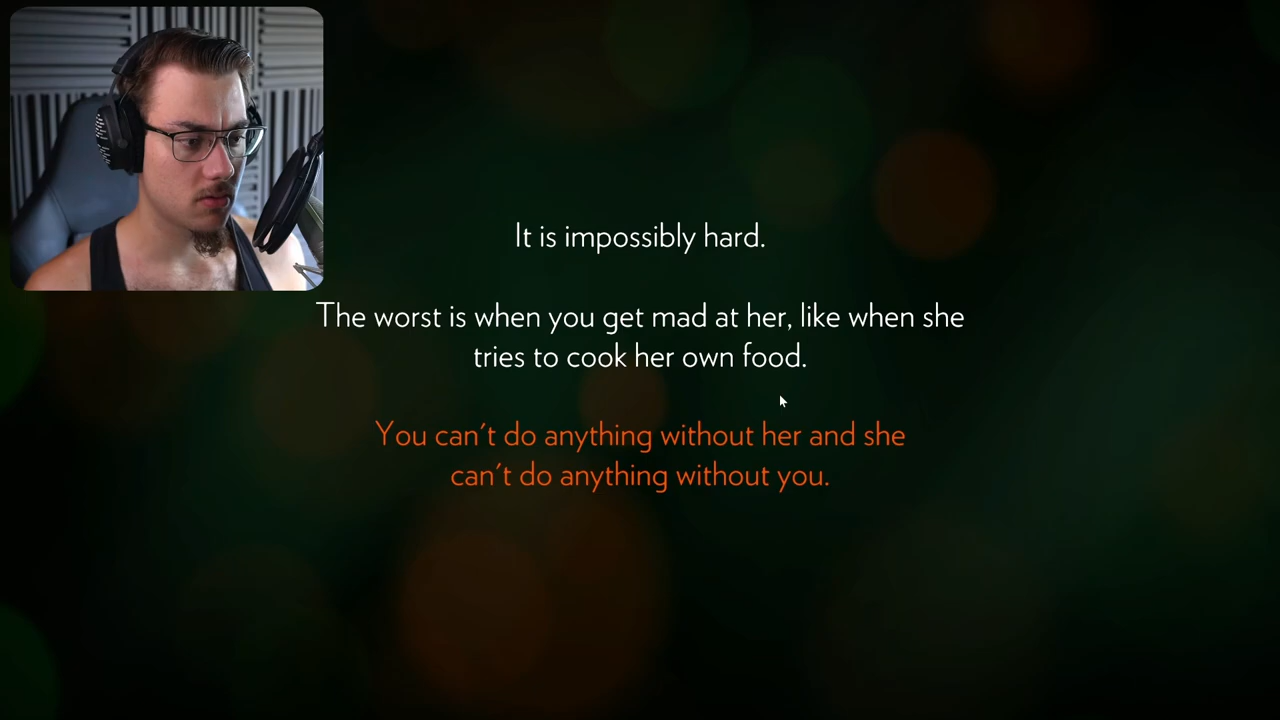 It is impossibly hard.
The worst is when you get mad at her, like when she
tries to cook her own food.
You can't do anything without her and she
can't do anything without you.